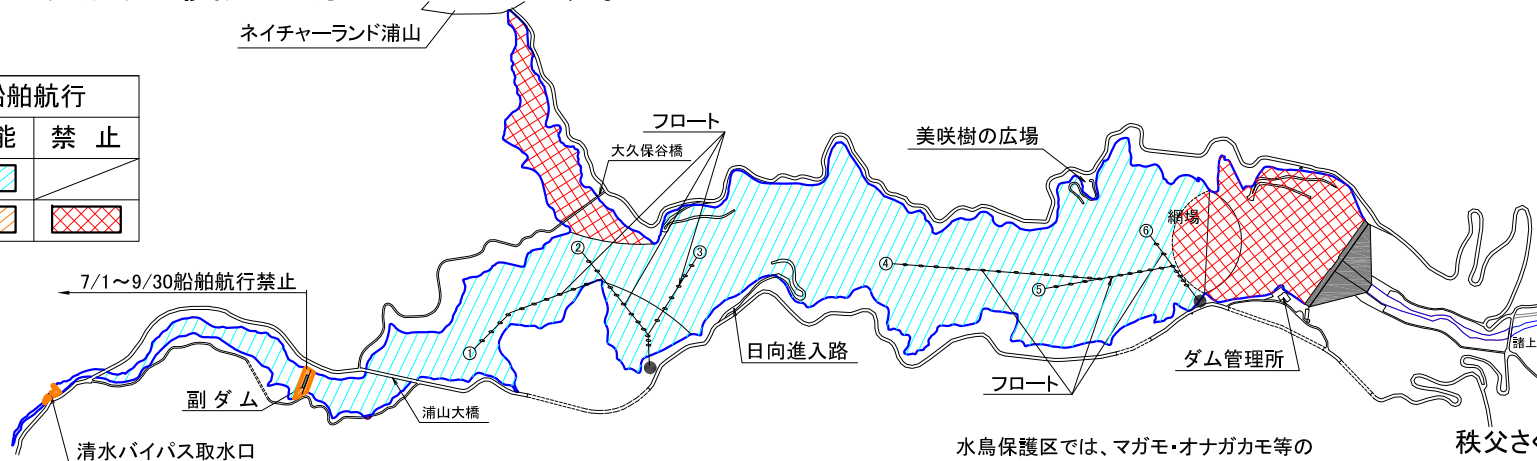 ネイチャーランド浦山
船舶航行
能
禁 止
フロート
大久保谷橋
美咲樹の広場
網場
②
③
⑥
④
⑤
①
7/1～9/30船舶航行禁止
日向進入路
ダム管理所
諸上
フロート
副 ダ ム
浦山大橋
清水バイパス取水口
水鳥保護区では、マガモ・オナガカモ等の
秩父さく